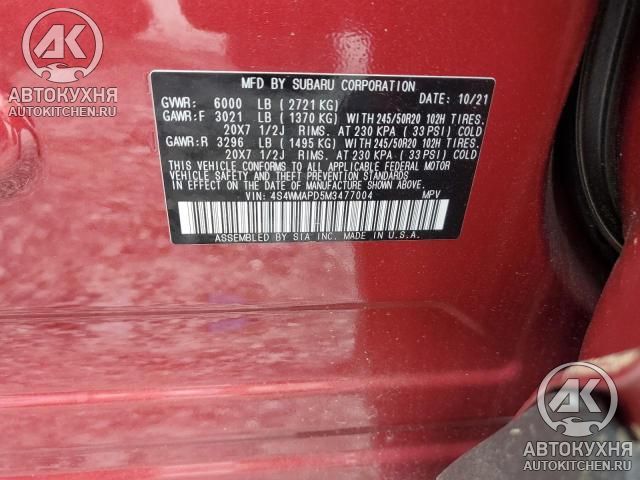 АК
АВТОКУХНЯ
AUTOKITCHEN.RU
MFD BY SUBARU CORPORATION
GVWR: 6000 LB ( 2721 KG) DATE: 10/21
GAWR:F 3021 LB ( 1370 KG) WITH 245/50R20 102H TIRES.
20X7 1/2J RIMS. AT 230 KPA ( 33 PSI) COLD
GAWR:R 3296 LB ( 1495 KG) WITH 245/50R20 102H TIRES.
20X7 1/2J RIMS. AT 230 KPA ( 33 PSI) COLD
THIS VEHICLE CONFORMS TO ALL APPLICABLE FEDERAL MOTOR
VEHICLE SAFETY AND THEFT PREVENTION STANDARDS IN
EFFECT ON THE DATE OF MANUFACTURE SHOWN ABOVE.
VIN: 4S4WMAPD5M3477004 MPV
ASSEMBLED BY SIA INC. MADE IN U.S.A.
АК
АВТОКУХНЯ
AUTOKITCHEN.RU